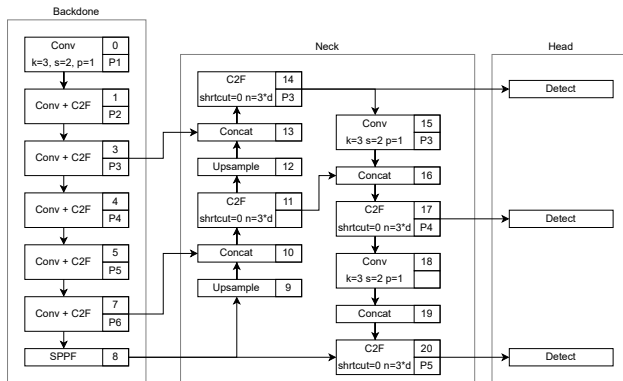 Backdone
Conv
k=3, s=2, p=1
0
P1
Conv + C2F
1
P2
Conv + C2F
3
P3
Conv + C2F
4
P4
Conv + C2F
5
P5
Conv + C2F
7
P6
SPPF
8
Neck
C2F
shrtcut=0 n=3*d
14
P3
Concat
13
Upsample
12
C2F
shrtcut=0 n=3*d
11
Concat
10
Upsample
9
Conv
k=3 s=2 p=1
15
P3
Concat
16
C2F
shrtcut=0 n=3*d
17
P4
Conv
k=3 s=2 p=1
18
Concat
19
C2F
shrtcut=0 n=3*d
20
P5
Head
Detect
Detect
Detect